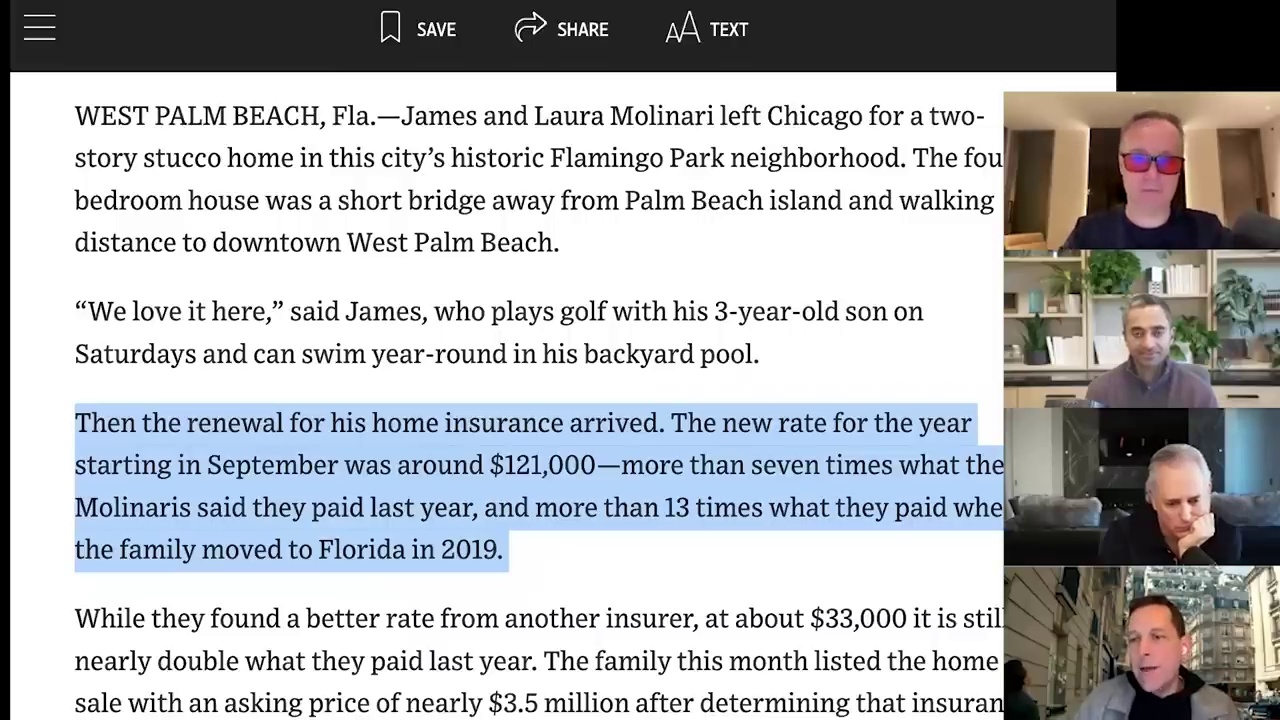 SAVE SHARE TEXT
WEST PALM BEACH, Fla.—James and Laura Molinari left Chicago for a two-
story stucco home in this city’s historic Flamingo Park neighborhood. The fou
bedroom house was a short bridge away from Palm Beach island and walking
distance to downtown West Palm Beach.
“We love it here,” said James, who plays golf with his 3-year-old son on
Saturdays and can swim year-round in his backyard pool.
Then the renewal for his home insurance arrived. The new rate for the year
starting in September was around $121,000—more than seven times what the
Molinaris said they paid last year, and more than 13 times what they paid whe
the family moved to Florida in 2019.
While they found a better rate from another insurer, at about $33,000 it is still
nearly double what they paid last year. The family this month listed the home
sale with an asking price of nearly $3.5 million after determining that insuran